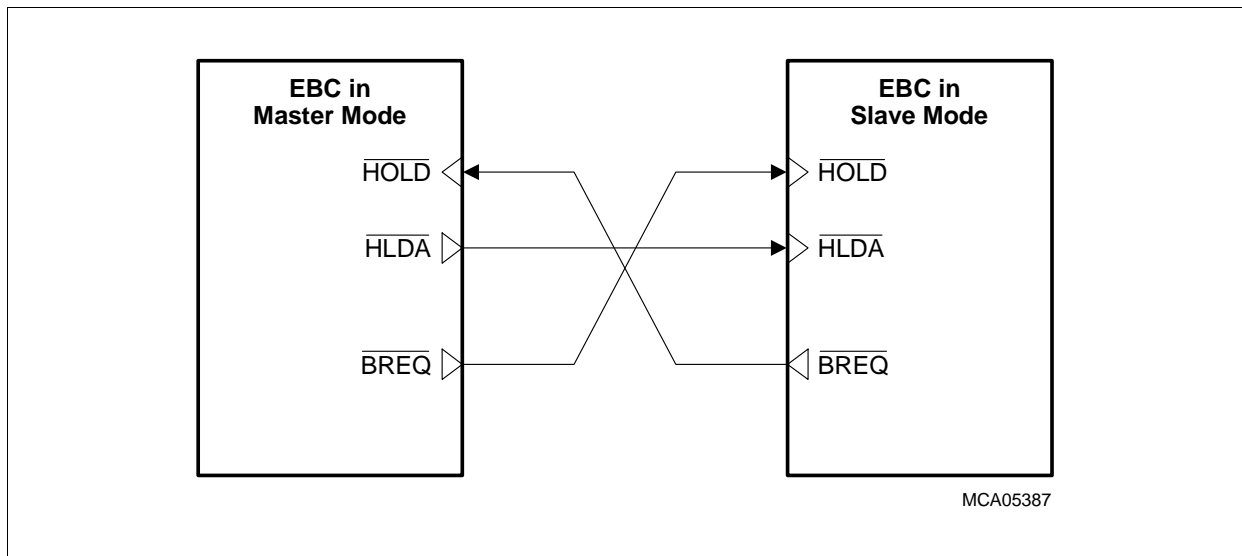 EBC in
Master Mode
HOLD
HLDA
BREQ
EBC in
Slave Mode
HOLD
HLDA
BREQ
MCA05387